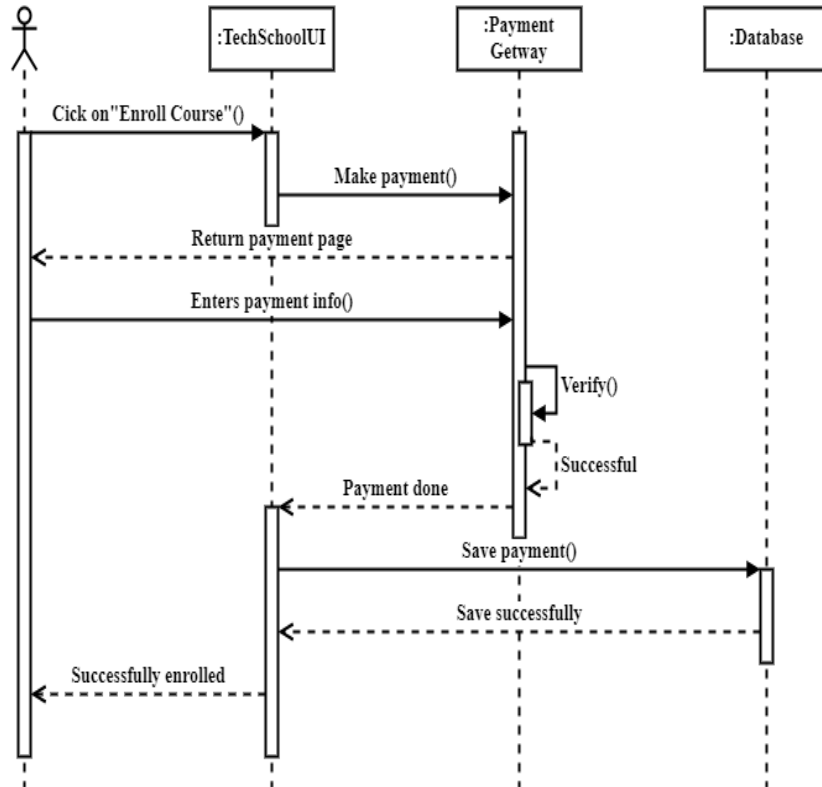 :TechSchoolUI
:Payment
Getway
:Database
Cick on"Enroll Course"()
Make payment()
Return payment page
Enters payment info()
Verify()
Successful
Payment done
Save payment()
Save successfully
Successfully enrolled